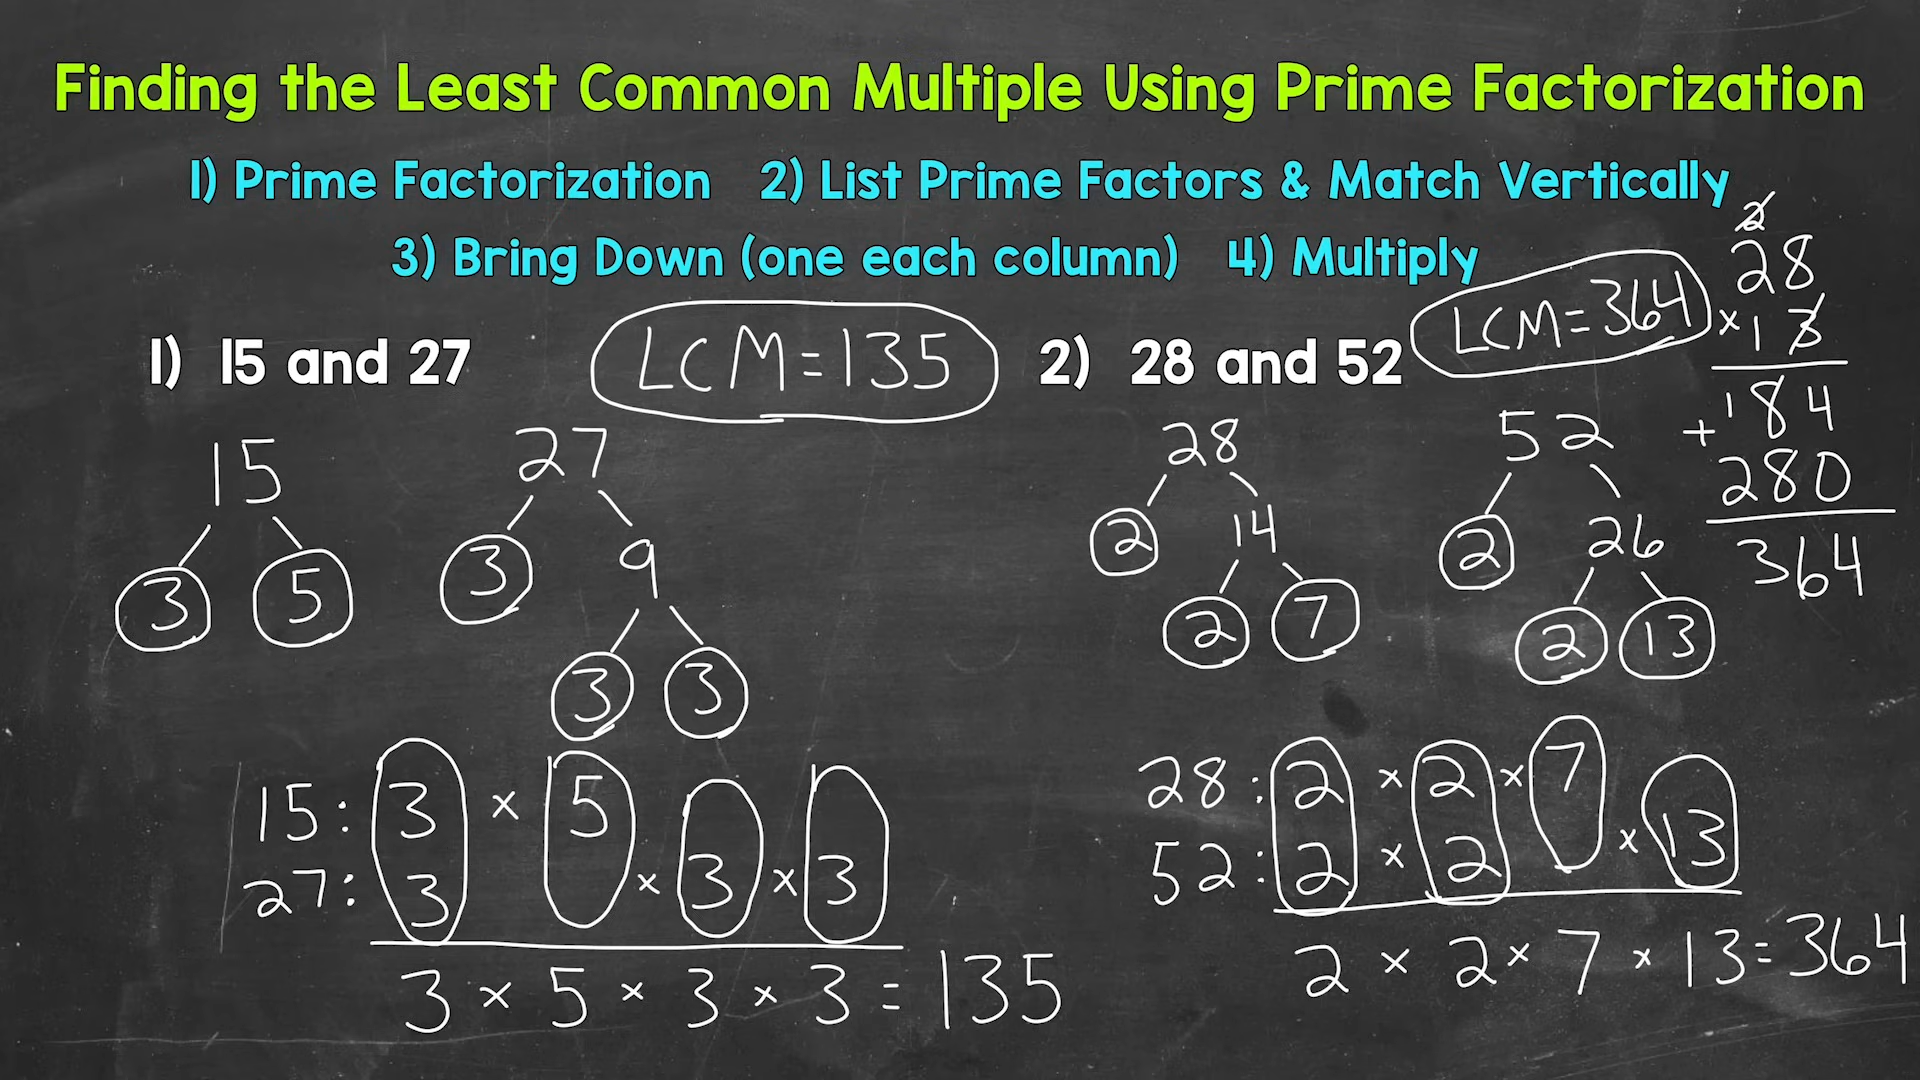 Finding the Least Common Multiple Using Prime Factorization
1) Prime Factorization 2) List Prime Factors & Match Vertically
3) Bring Down (one each column) 4) Multiply
1) 15 and 27
LCM=135
15
3 5
27
3 9
3 3
15: 3 × 5
27: 3 × 3 × 3
3 × 5 × 3 × 3 = 135
2) 28 and 52
LCM=364
2
28
×13
184
+
280
364
28
2 14
2 7
52
2 26
2 13
28: 2 × 2 × 7
52: 2 × 2 × 13
2 × 2 × 7 × 13 = 364